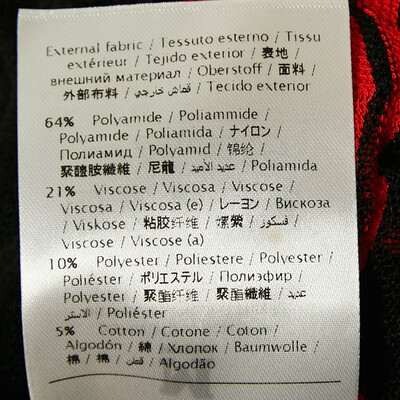 External fabric / Tessuto esterno / Tissu
extérieur / Tejido exterior / 表地 /
внешний материал / Oberstoff / 面料 /
外部布料 / قماش خارجي / Tecido exterior
64% Polyamide / Poliammide /
Polyamide / Poliamida / ナイロン /
Полиамид / Polyamid / 锦纶 /
聚醯胺纖維 / 尼龍 / عديد الأميد / Poliamida
21% Viscose / Viscosa / Viscose /
Viscosa / Viscosa (e) / レーヨン / Вискоза
/ Viskose / 粘胶纤维 / 嫘縈 / فسكوز /
Viscose / Viscose (a)
10% Polyester / Poliestere / Polyester /
Poliéster / ポリエステル / Полиэфир /
Polyester / 聚酯纤维 / 聚酯纖維 / عديد
الاستر / Poliéster
5% Cotton / Cotone / Coton /
Algodón / 綿 / Хлопок / Baumwolle /
棉 / 棉 / قطن / Algodão